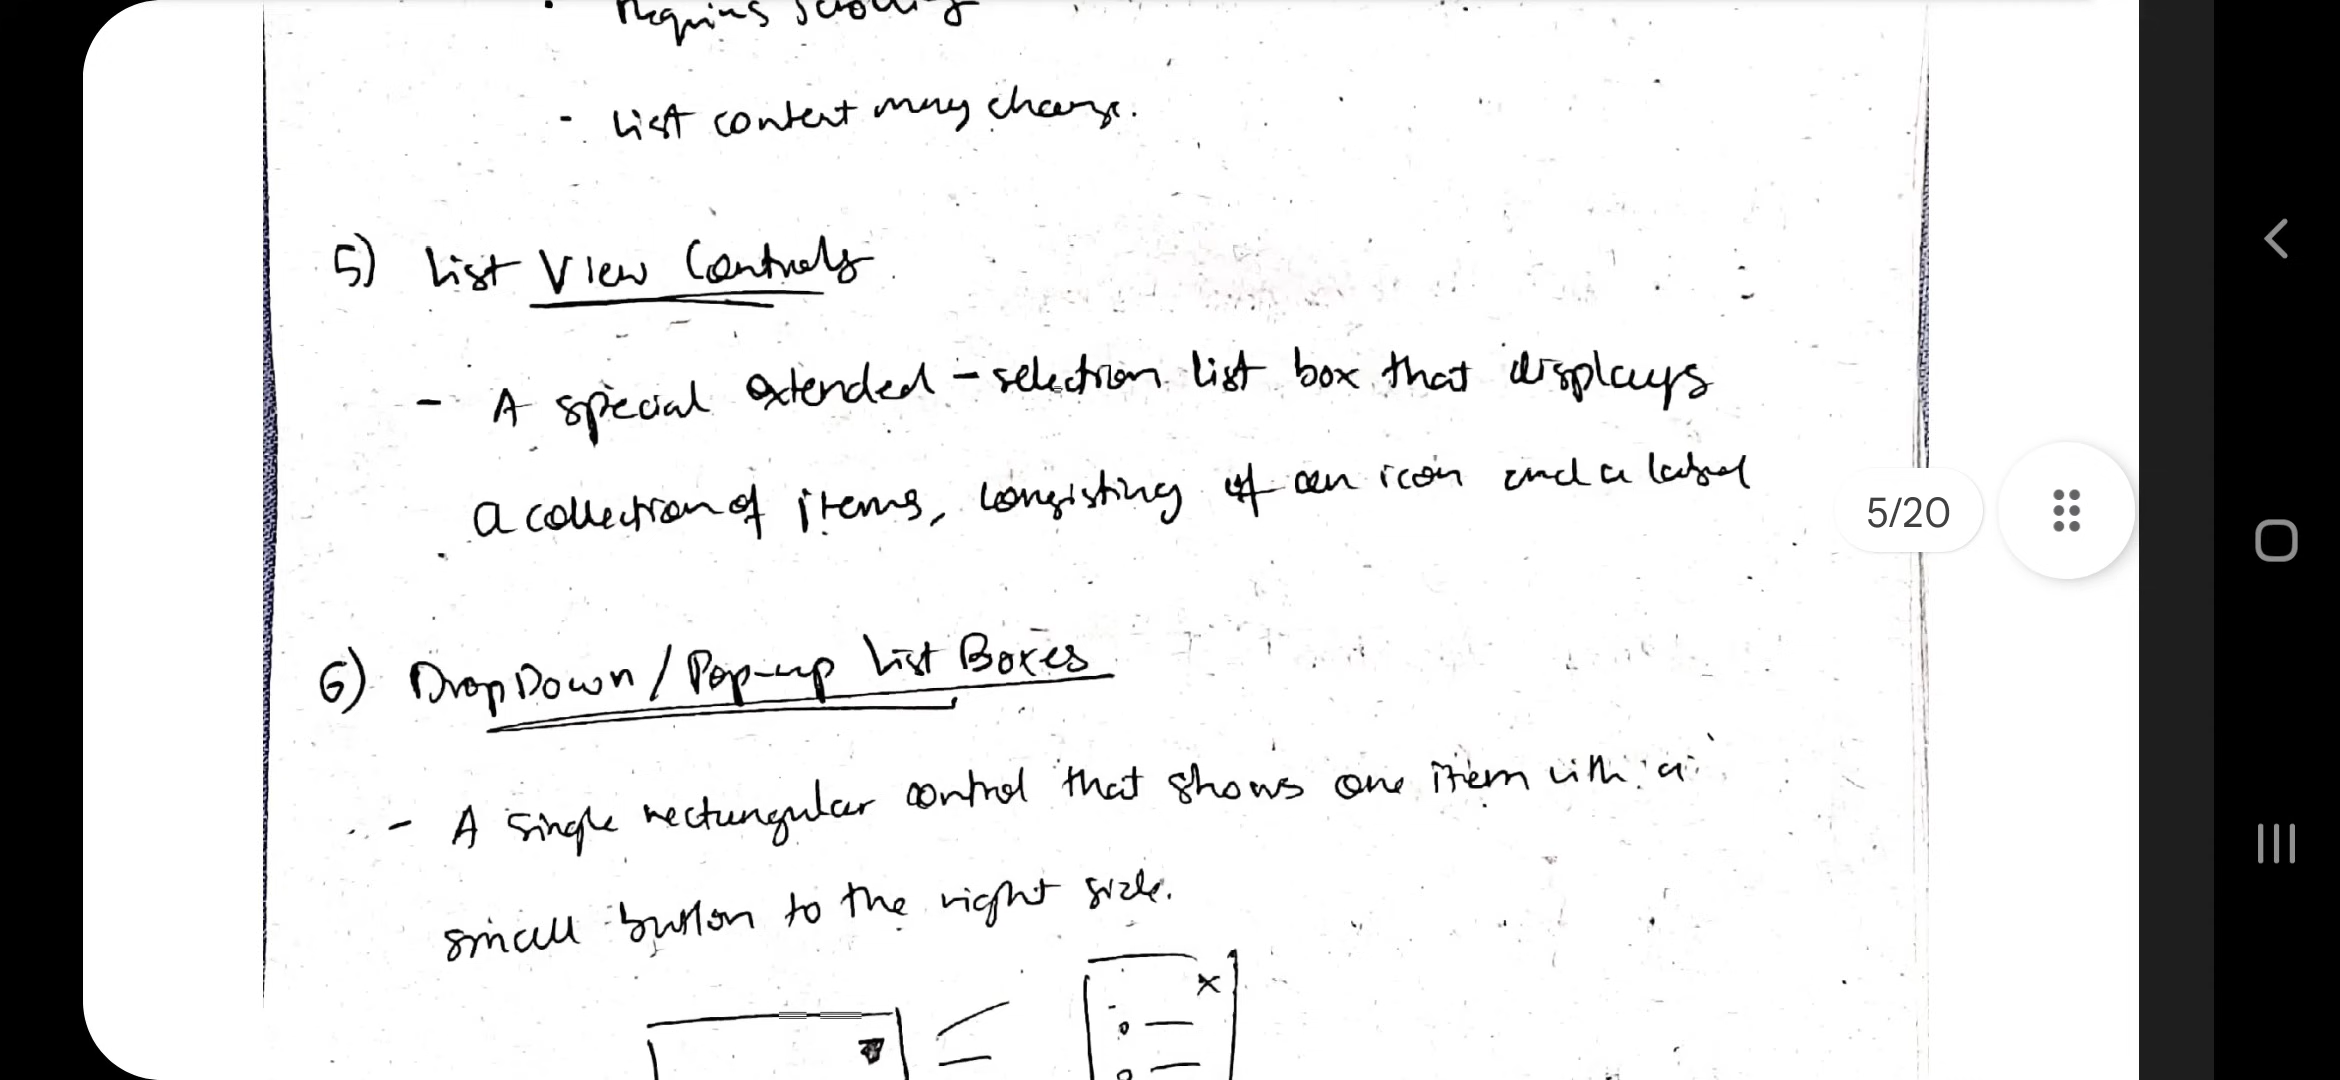 Requires scrolling
- List content may change.
5) List View Controls
- A special extended - selection list box that displays
a collection of items, consisting of an icon and a label
5/20
6) DropDown / Pop-up List Boxes
- A single rectangular control that shows one item with a
small button to the right side.
x